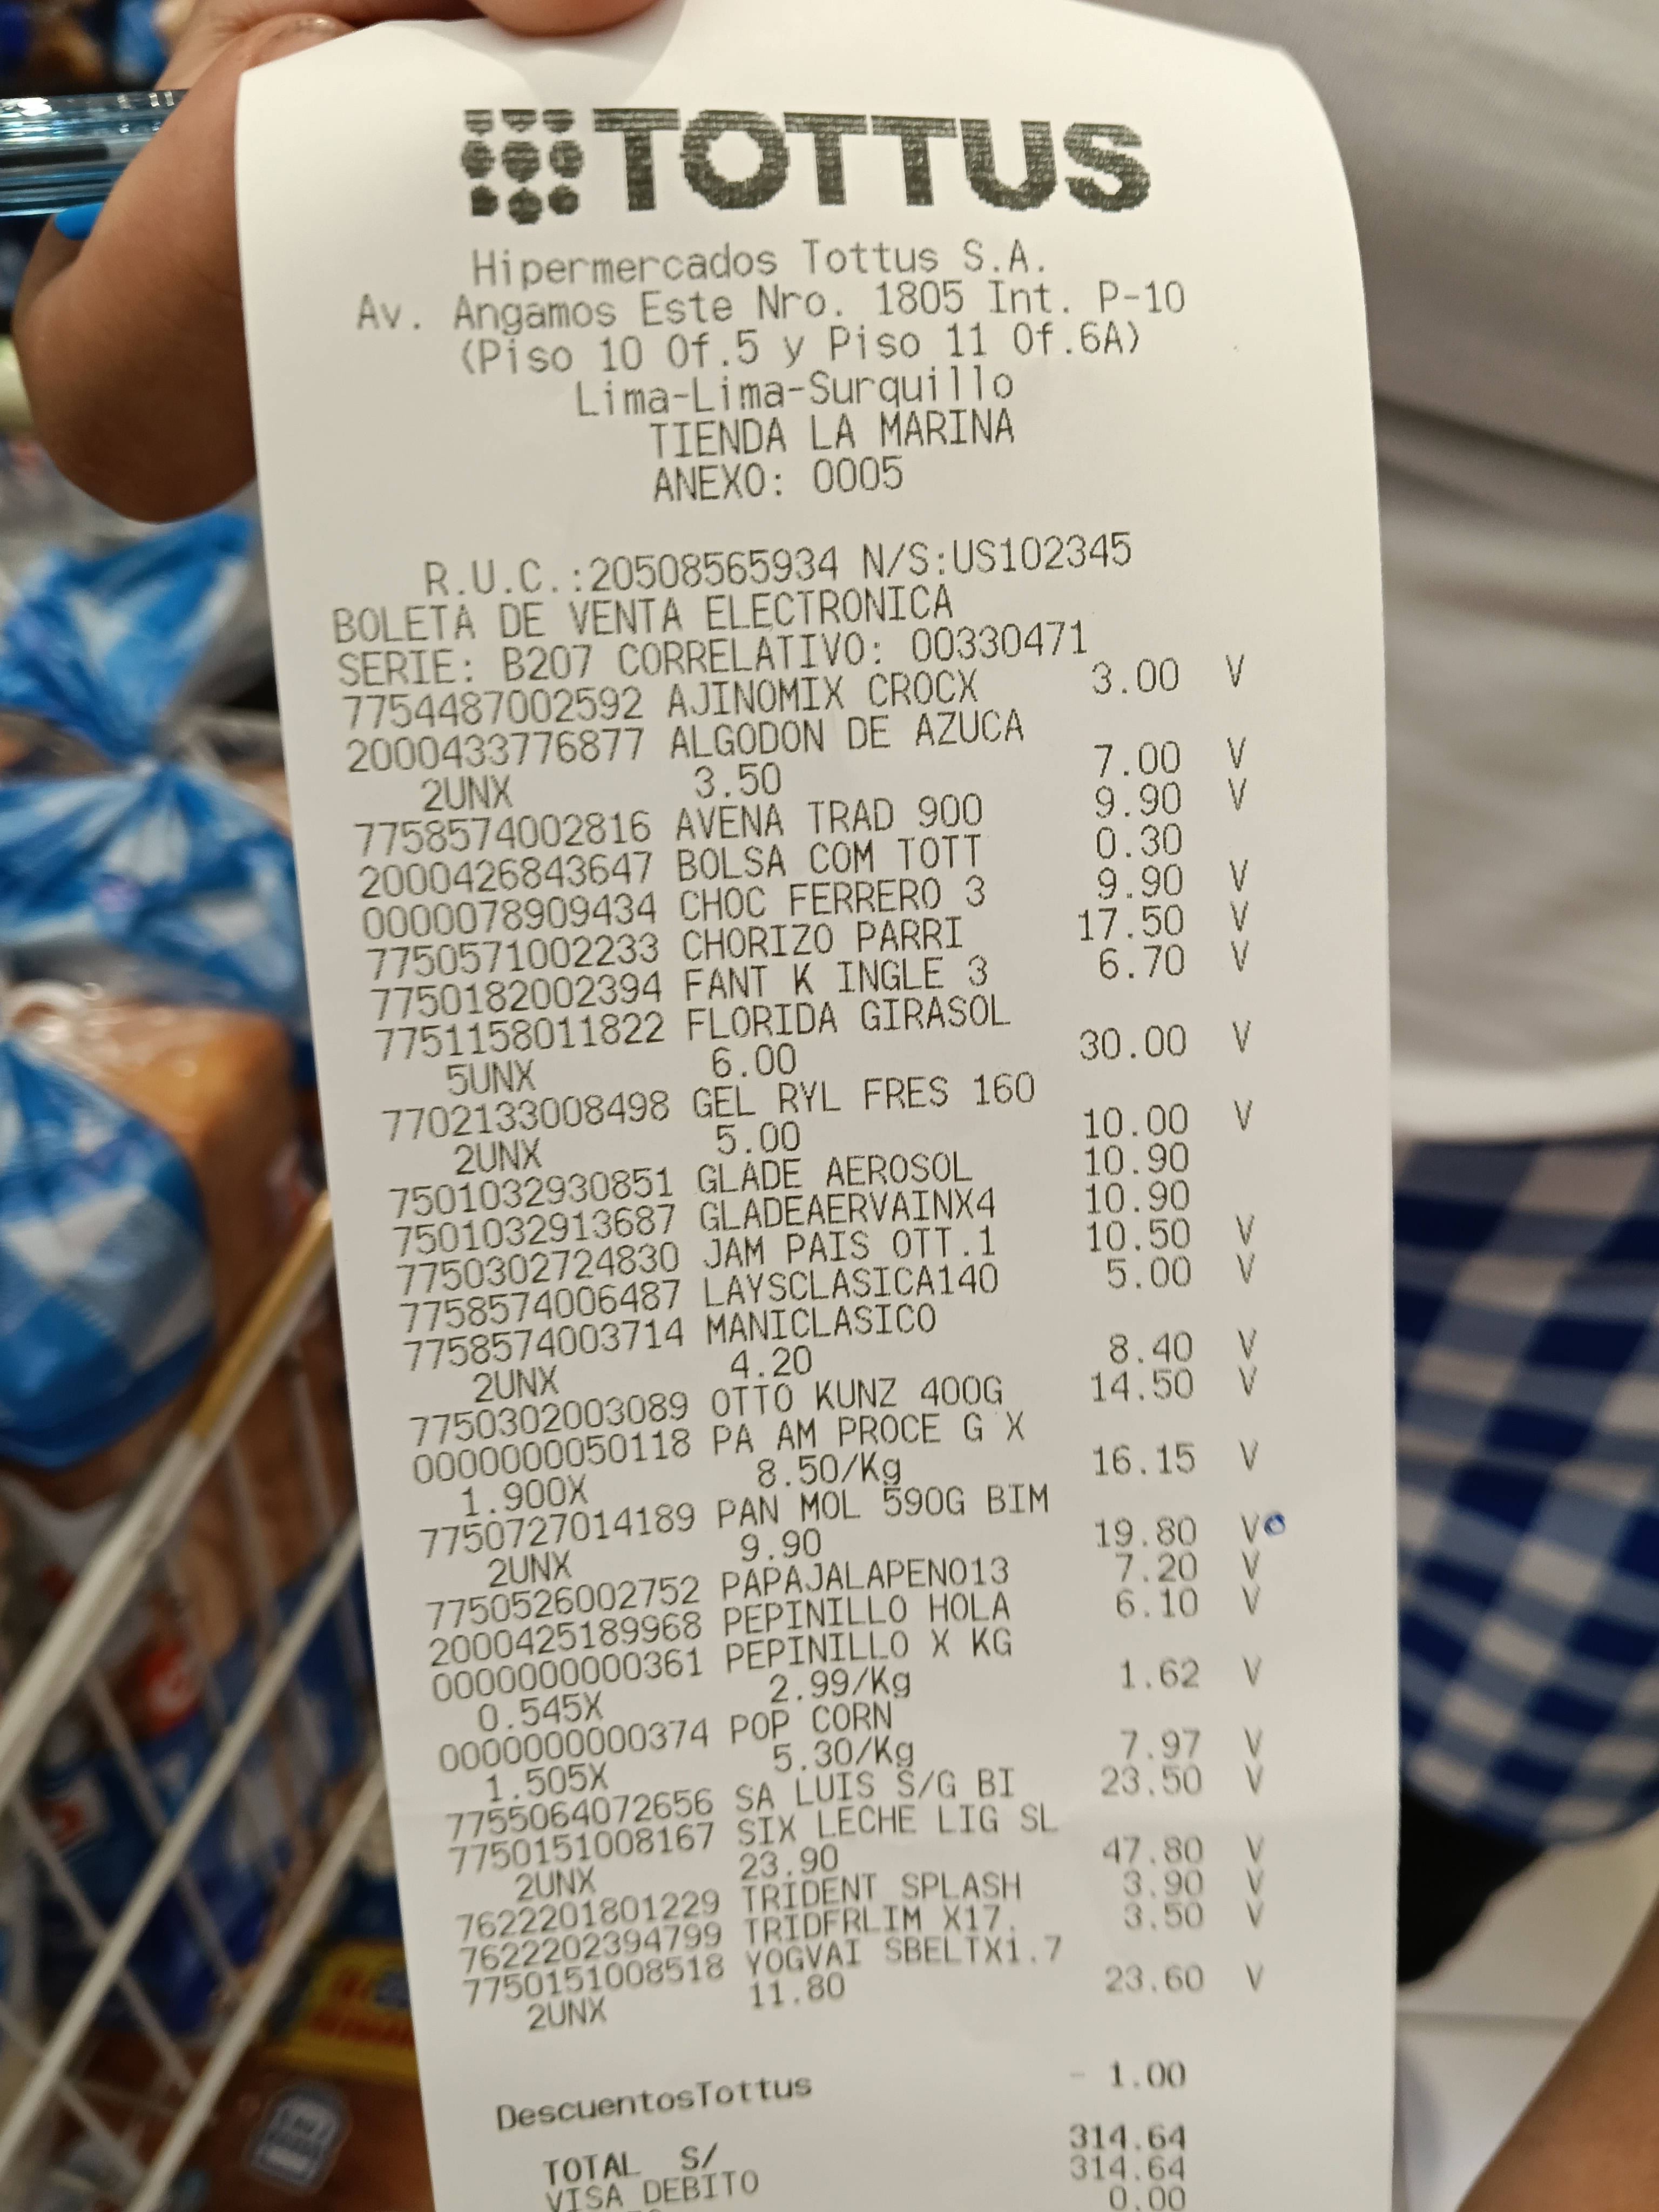 TOTTUS
Hipermercados Tottus S.A.
Av. Angamos Este Nro. 1805 Int. P-10
(Piso 10 Of.5 y Piso 11 Of.6A)
Lima-Lima-Surquillo
TIENDA LA MARINA
ANEXO: 0005
R.U.C.:20508565934 N/S:US102345
BOLETA DE VENTA ELECTRONICA
SERIE: B207 CORRELATIVO: 00330471
7754487002592 AJINOMIX CROCX 3.00 V
2000433776877 ALGODON DE AZUCA
2UNX 3.50 7.00 V
7758574002816 AVENA TRAD 900 9.90 V
2000426843647 BOLSA COM TOTT 0.30
0000078909434 CHOC FERRERO 3 9.90 V
7750571002233 CHORIZO PARRI 17.50 V
7750182002394 FANT K INGLE 3 6.70 V
7751158011822 FLORIDA GIRASOL
5UNX 6.00 30.00 V
7702133008498 GEL RYL FRES 160
2UNX 5.00 10.00 V
7501032930851 GLADE AEROSOL 10.90
7501032913687 GLADEAERVAINX4 10.90
7750302724830 JAM PAIS OTT.1 10.50 V
7758574006487 LAYSCLASICA140 5.00 V
7758574003714 MANICLASICO
2UNX 4.20 8.40 V
7750302003089 OTTO KUNZ 400G 14.50 V
0000000050118 PA AM PROCE G X
1.900X 8.50/Kg 16.15 V
7750727014189 PAN MOL 590G BIM
2UNX 9.90 19.80 V
7750526002752 PAPAJALAPENO13 7.20 V
2000425189968 PEPINILLO HOLA 6.10 V
0000000000361 PEPINILLO X KG
0.545X 2.99/Kg 1.62 V
0000000000374 POP CORN
1.505X 5.30/Kg 7.97 V
7755064072656 SA LUIS S/G BI 23.50 V
7750151008167 SIX LECHE LIG SL
2UNX 23.90 47.80 V
7622201801229 TRIDENT SPLASH 3.90 V
7622202394799 TRIDFRLIM X17. 3.50 V
7750151008518 YOGVAI SBELTX1.7
2UNX 11.80 23.60 V
DescuentosTottus - 1.00
TOTAL S/ 314.64
VISA DEBITO 314.64
0.00